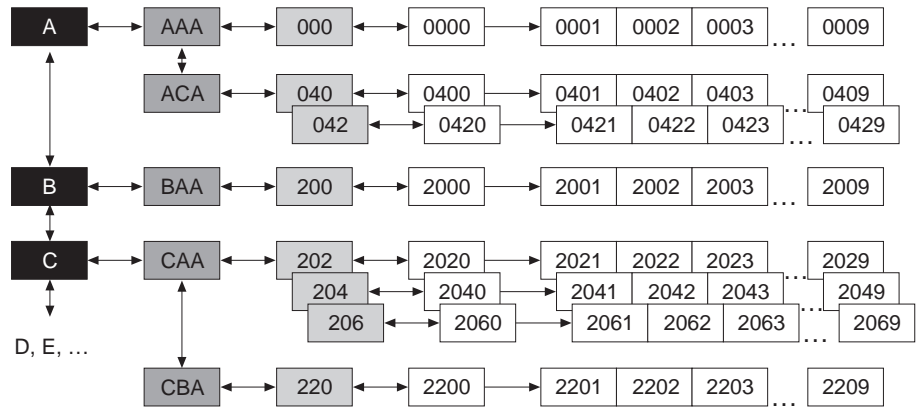 A AAA 000 0000 0001 0002 0003 ... 0009
ACA 040 0400 0401 0402 0403 ... 0409
042 0420 0421 0422 0423 ... 0429
B BAA 200 2000 2001 2002 2003 ... 2009
C CAA 202 2020 2021 2022 2023 ... 2029
204 2040 2041 2042 2043 ... 2049
206 2060 2061 2062 2063 ... 2069
D, E, ...
CBA 220 2200 2201 2202 2203 ... 2209